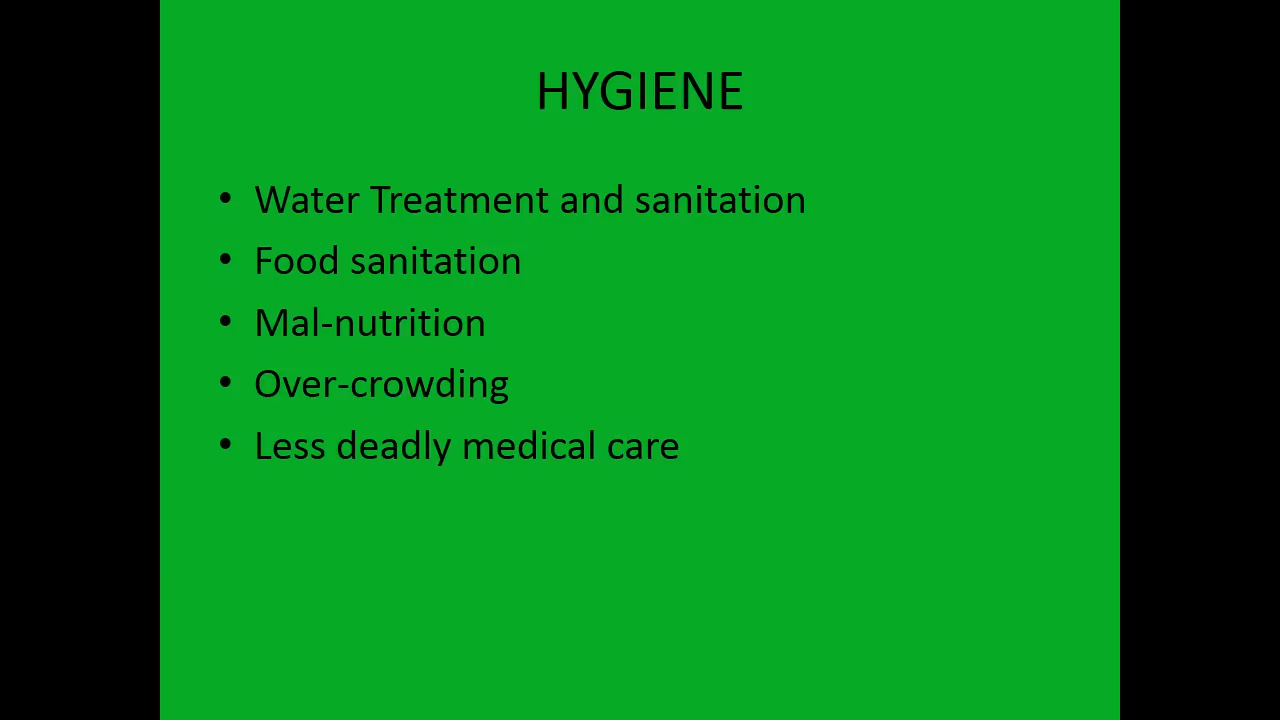 HYGIENE
• Water Treatment and sanitation
• Food sanitation
• Mal-nutrition
• Over-crowding
• Less deadly medical care